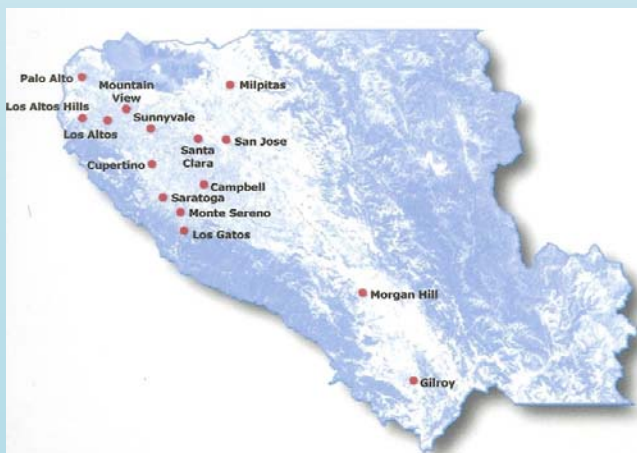 Palo Alto
Mountain
View
Milpitas
Los Altos Hills
Los Altos
Sunnyvale
Santa
Clara
San Jose
Cupertino
Campbell
Saratoga
Monte Sereno
Los Gatos
Morgan Hill
Gilroy